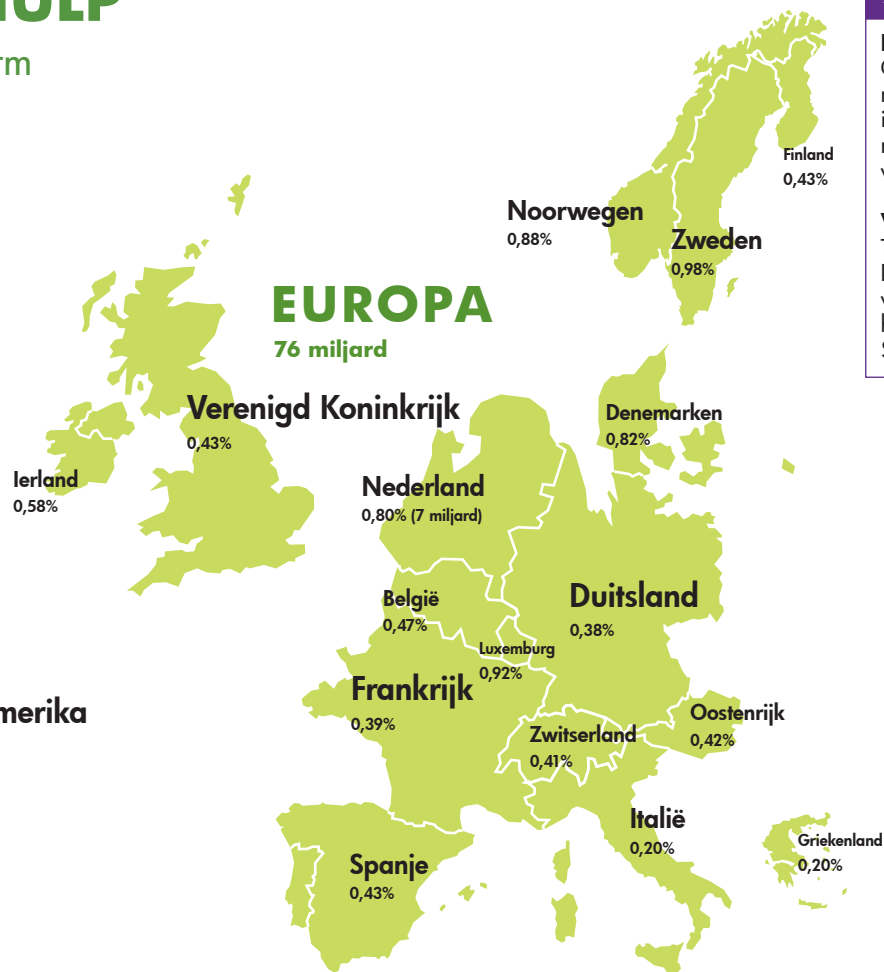 Finland
0,43%
Noorwegen
0,88%
Zweden
0,98%
EUROPA
76 miljard
Verenigd Koninkrijk
0,43%
Denemarken
0,82%
Ierland
0,58%
Nederland
0,80% (7 miljard)
België
0,47%
Duitsland
0,38%
Luxemburg
0,92%
Frankrijk
0,39%
merika
Oostenrijk
0,42%
Zwitserland
0,41%
Italië
0,20%
Griekenland
0,20%
Spanje
0,43%